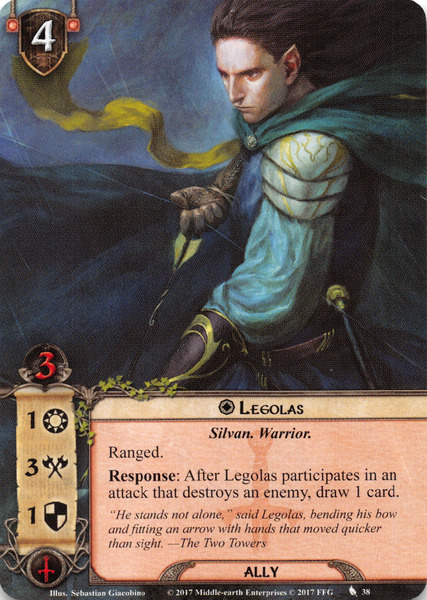 4
3
1
3
1
Legolas
Silvan. Warrior.
Ranged.
Response: After Legolas participates in an
attack that destroys an enemy, draw 1 card.
"He stands not alone," said Legolas, bending his
bow and fitting an arrow with hands that moved quicker
than sight. —The Two Towers
ALLY
Illus. Sebastian Giacobino © 2017 Middle-earth Enterprises © 2017 FFG 38